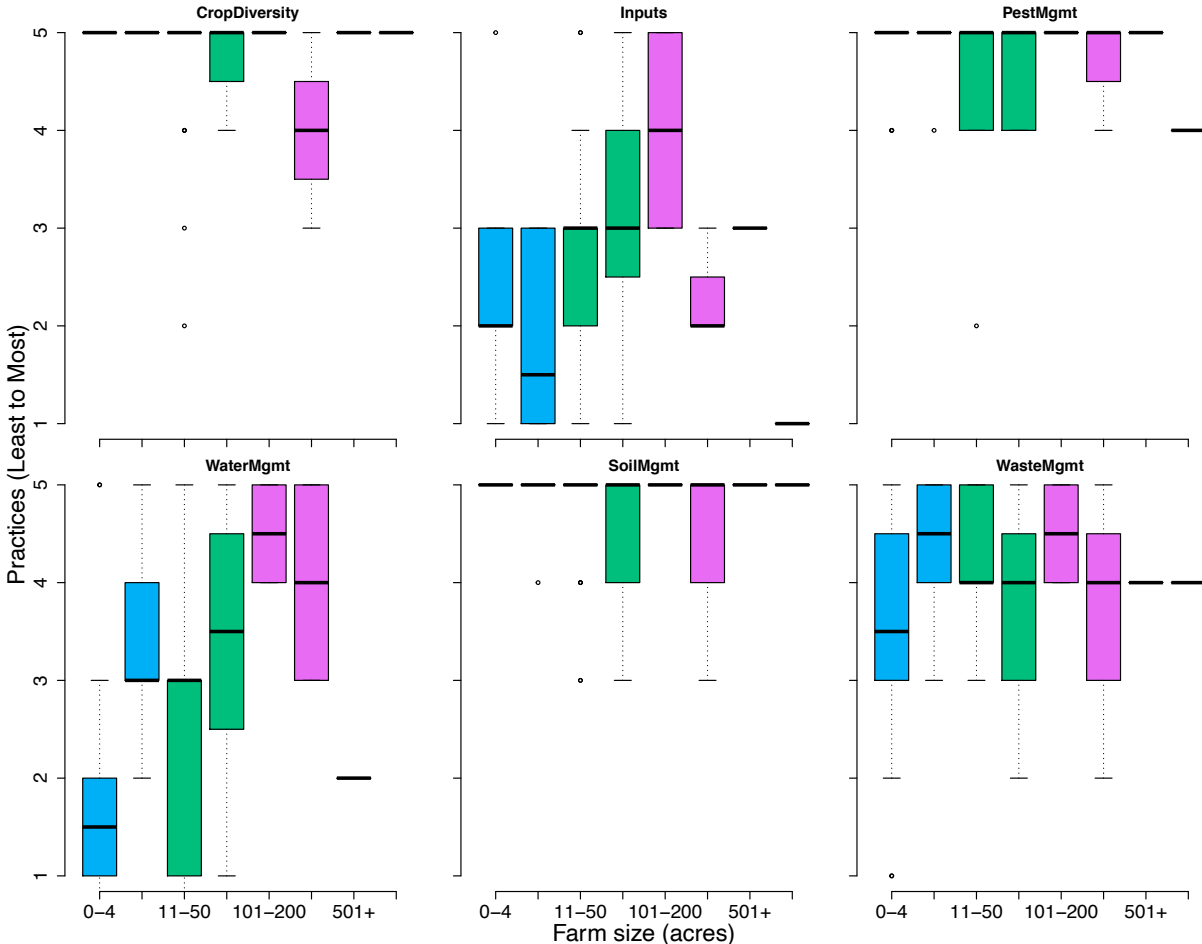 CropDiversity Inputs PestMgmt
5
4
3
2
1
WaterMgmt SoilMgmt WasteMgmt
5
4
3
2
1
Practices (Least to Most)
0−4 11−50 101−200 501+ 0−4 11−50 101−200 501+ 0−4 11−50 101−200 501+
Farm size (acres)